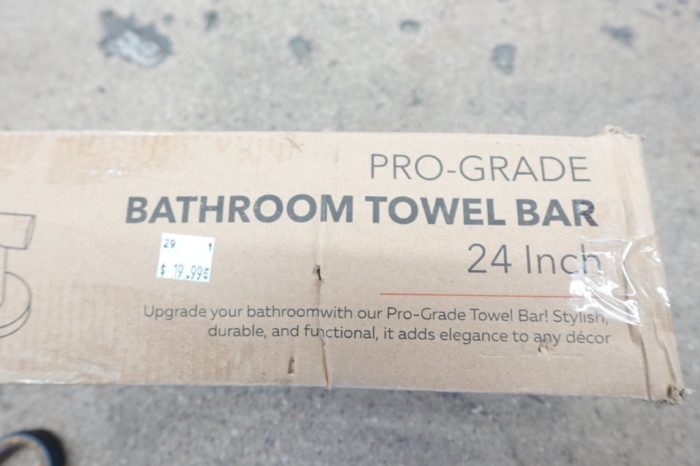 PRO-GRADE
BATHROOM TOWEL BAR
24 Inch
29 1
$ 19.99
Upgrade your bathroomwith our Pro-Grade Towel Bar! Stylish,
durable, and functional, it adds elegance to any décor